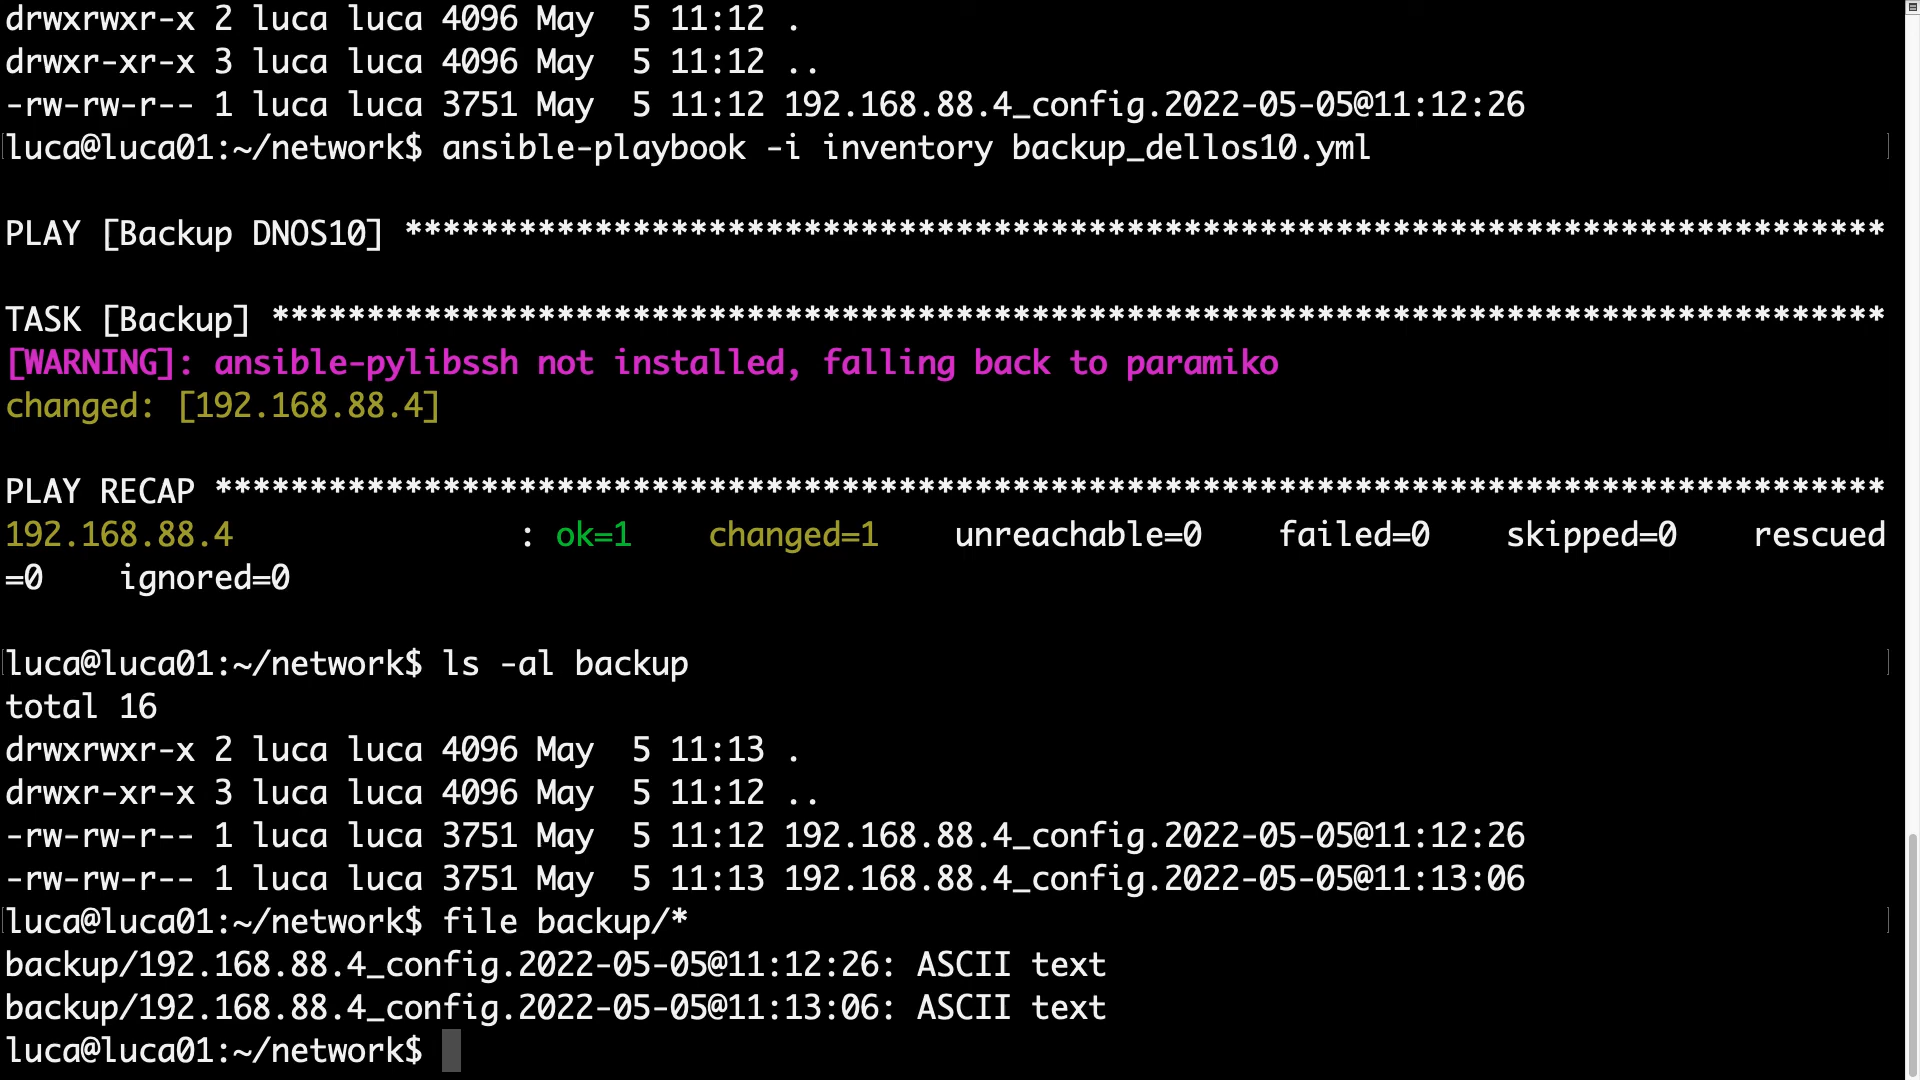 drwxrwxr-x 2 luca luca 4096 May  5 11:12 .
drwxr-xr-x 3 luca luca 4096 May  5 11:12 ..
-rw-rw-r-- 1 luca luca 3751 May  5 11:12 192.168.88.4_config.2022-05-05@11:12:26
luca@luca01:~/network$ ansible-playbook -i inventory backup_dellos10.yml
PLAY [Backup DNOS10] ******************************************************************************
TASK [Backup] *************************************************************************************
[WARNING]: ansible-pylibssh not installed, falling back to paramiko
changed: [192.168.88.4]
PLAY RECAP ****************************************************************************************
192.168.88.4               : ok=1    changed=1    unreachable=0    failed=0    skipped=0    rescued
=0    ignored=0
luca@luca01:~/network$ ls -al backup
total 16
drwxrwxr-x 2 luca luca 4096 May  5 11:13 .
drwxr-xr-x 3 luca luca 4096 May  5 11:12 ..
-rw-rw-r-- 1 luca luca 3751 May  5 11:12 192.168.88.4_config.2022-05-05@11:12:26
-rw-rw-r-- 1 luca luca 3751 May  5 11:13 192.168.88.4_config.2022-05-05@11:13:06
luca@luca01:~/network$ file backup/*
backup/192.168.88.4_config.2022-05-05@11:12:26: ASCII text
backup/192.168.88.4_config.2022-05-05@11:13:06: ASCII text
luca@luca01:~/network$